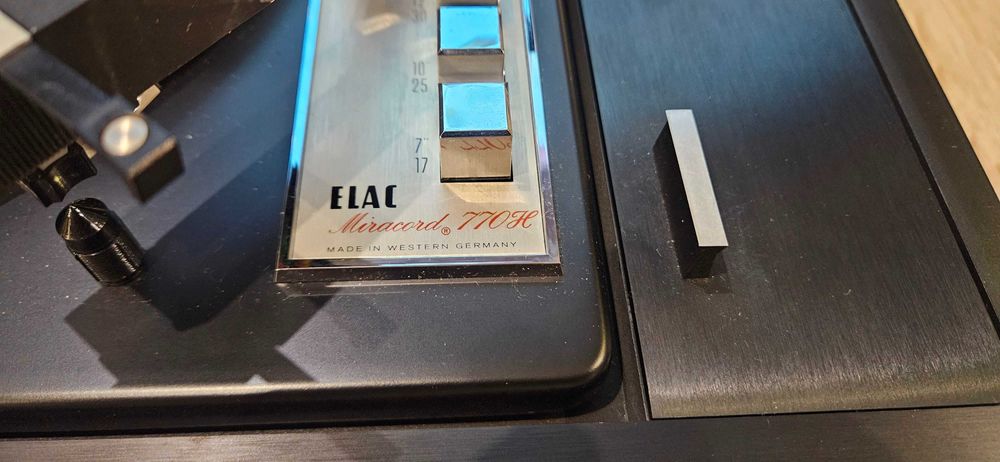 30
10
25
7"
17
ELAC
Miracord® 770H
MADE IN WESTERN GERMANY